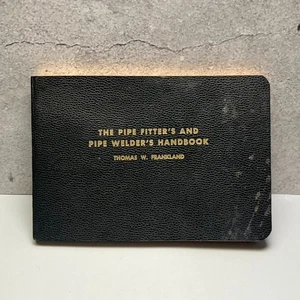 THE PIPE FITTER'S AND
PIPE WELDER'S HANDBOOK
THOMAS W. FRANKLAND